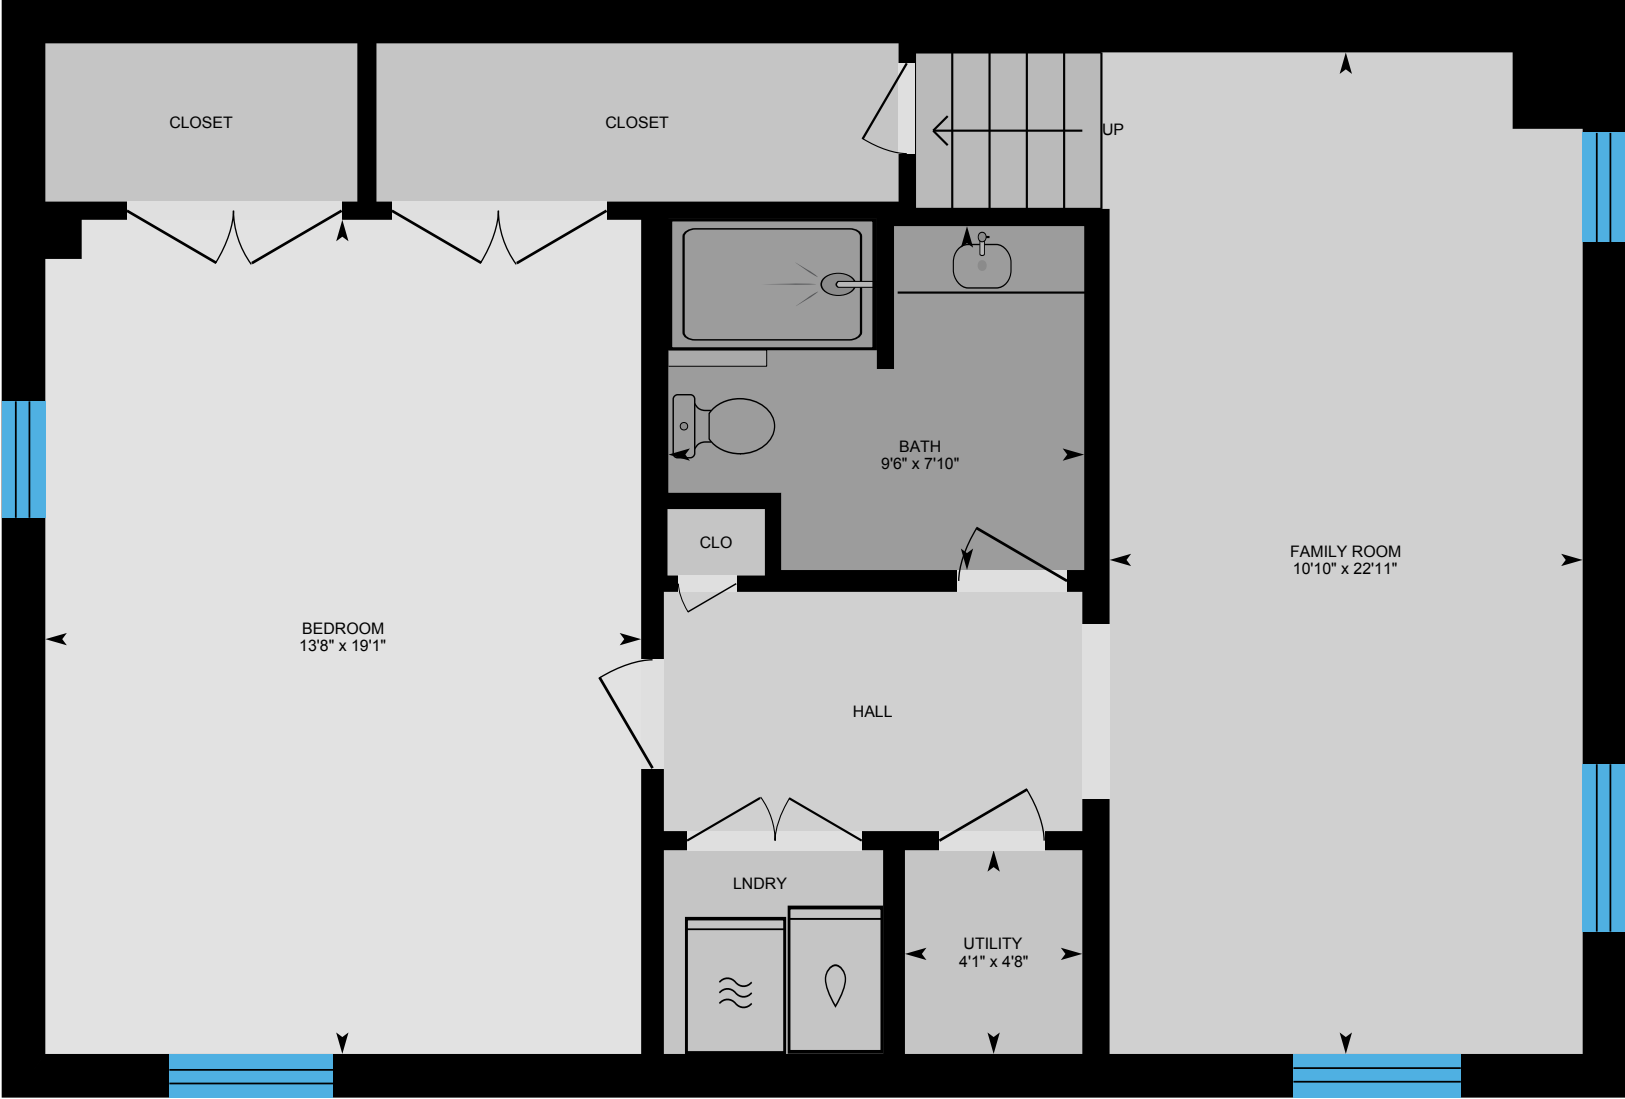 CLOSET
CLOSET
UP
BATH
9'6" x 7'10"
CLO
FAMILY ROOM
10'10" x 22'11"
BEDROOM
13'8" x 19'1"
HALL
LNDRY
UTILITY
4'1" x 4'8"